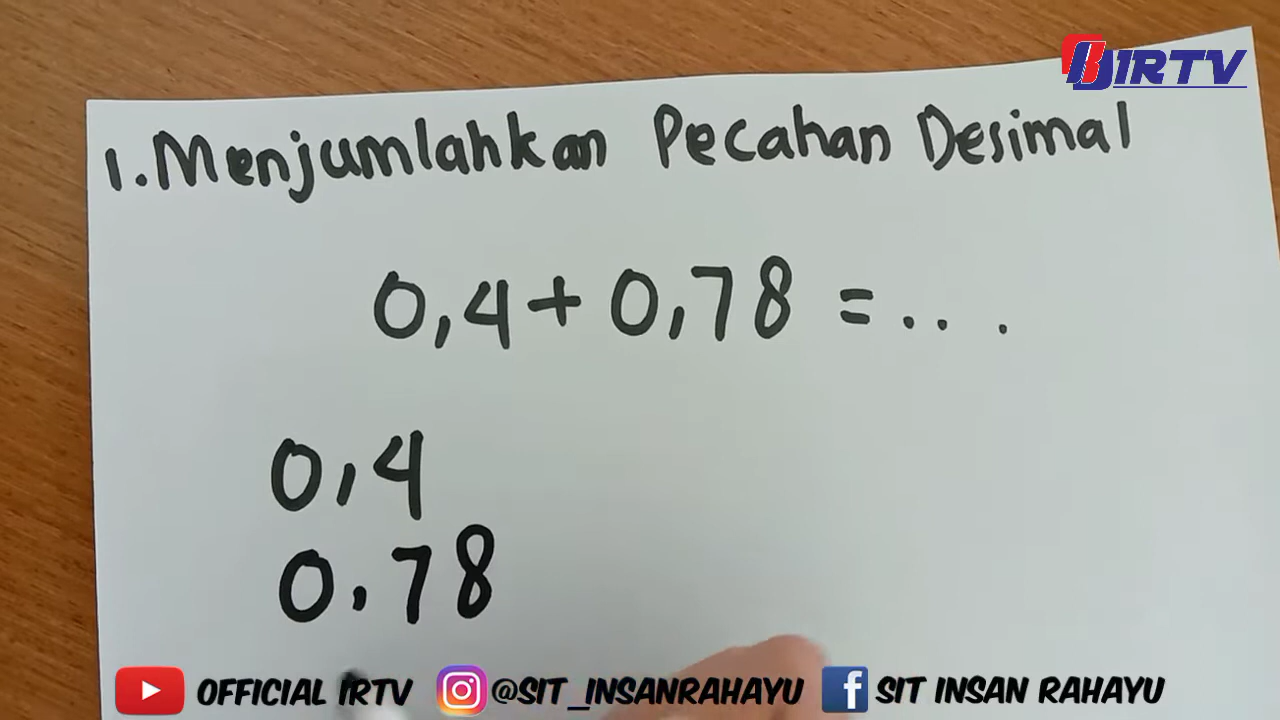 IRTV
1. Menjumlahkan Pecahan Desimal
0,4 + 0,78 = . . .
0,4
0,78
OFFICIAL IRTV @SIT_INSANRAHAYU SIT INSAN RAHAYU